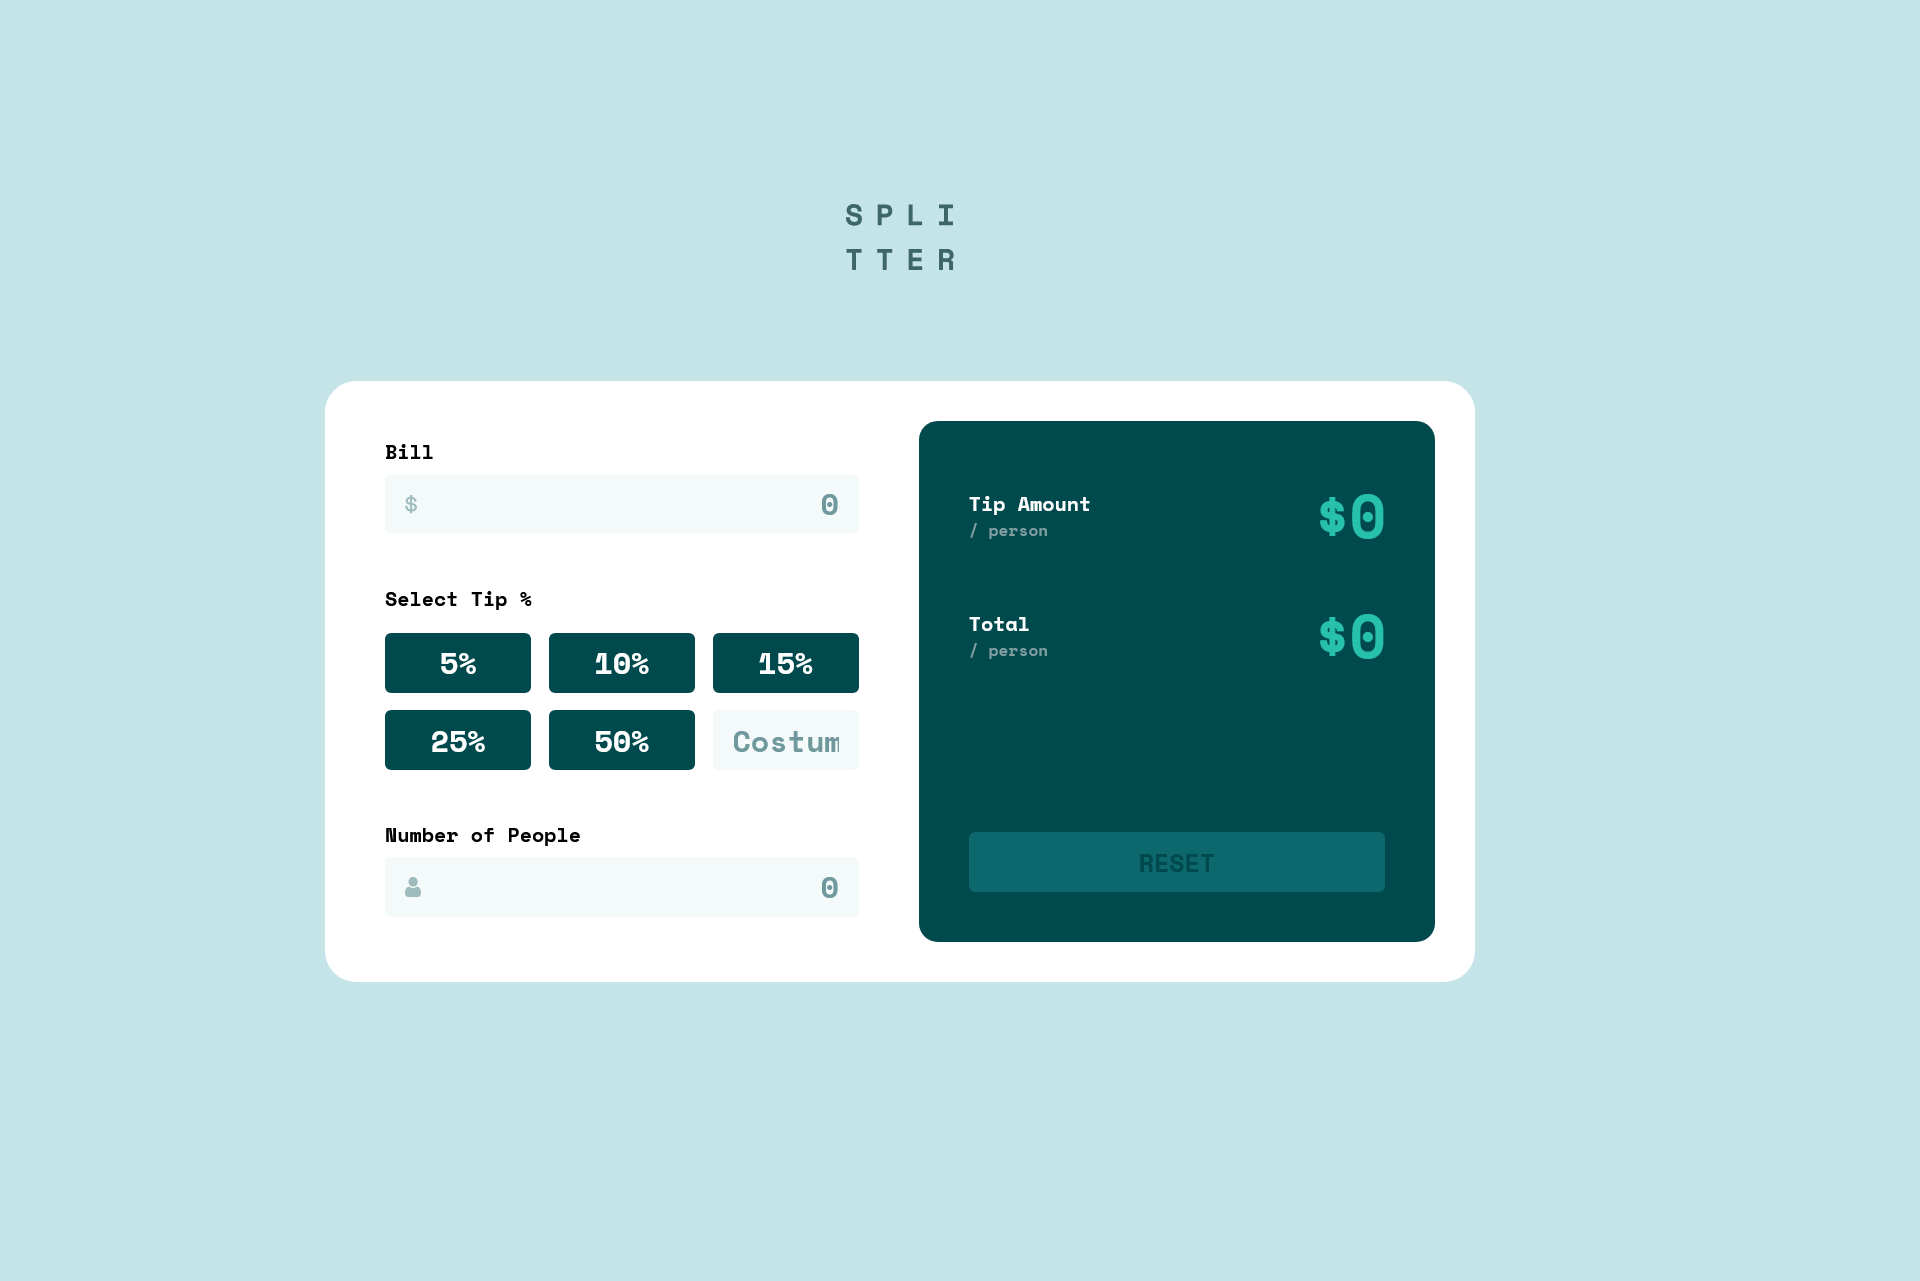 SPLI
TTER
Bill
$ 0
Select Tip %
5% 10% 15%
25% 50% Costum
Number of People
0
Tip Amount
/ person
$0
Total
/ person
$0
RESET